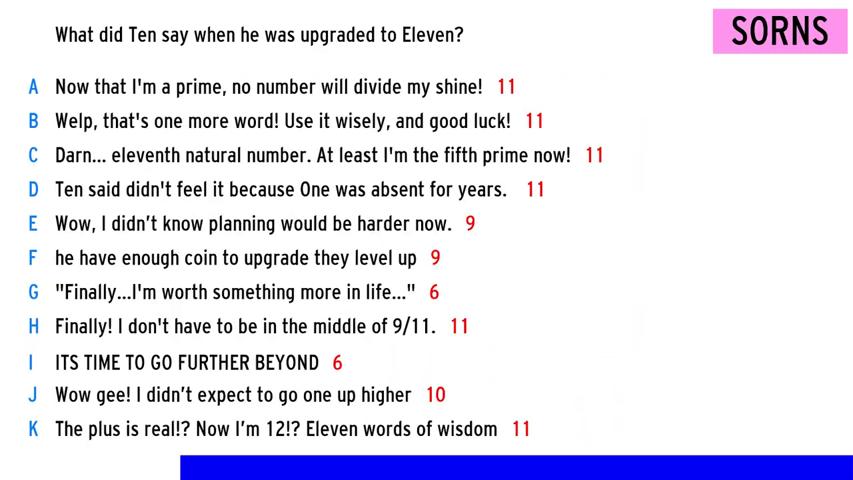 What did Ten say when he was upgraded to Eleven?
SORNS
A Now that I'm a prime, no number will divide my shine! 11
B Welp, that's one more word! Use it wisely, and good luck! 11
C Darn... eleventh natural number. At least I'm the fifth prime now! 11
D Ten said didn't feel it because One was absent for years. 11
E Wow, I didn’t know planning would be harder now. 9
F he have enough coin to upgrade they level up 9
G "Finally...I'm worth something more in life..." 6
H Finally! I don't have to be in the middle of 9/11. 11
I ITS TIME TO GO FURTHER BEYOND 6
J Wow gee! I didn’t expect to go one up higher 10
K The plus is real!? Now I’m 12!? Eleven words of wisdom 11